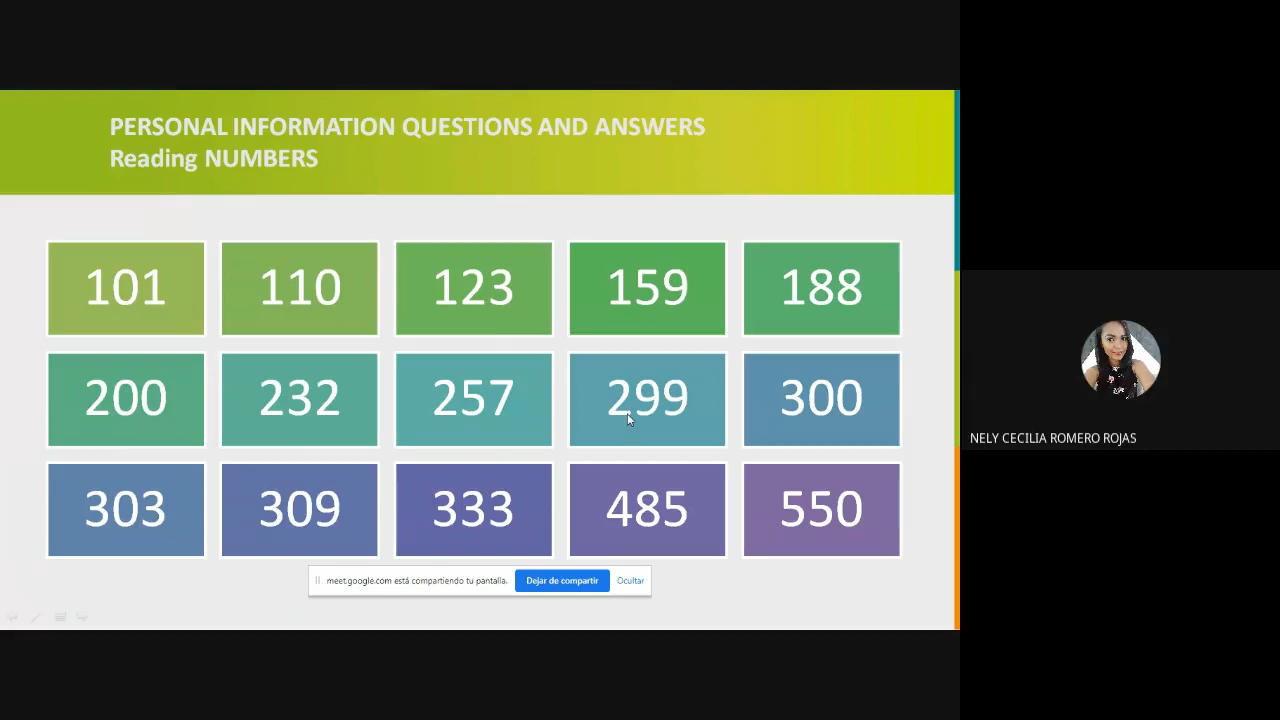 PERSONAL INFORMATION QUESTIONS AND ANSWERS
Reading NUMBERS
101 110 123 159 188
200 232 257 299 300
303 309 333 485 550
meet.google.com está compartiendo tu pantalla. Dejar de compartir Ocultar
NELY CECILIA ROMERO ROJAS